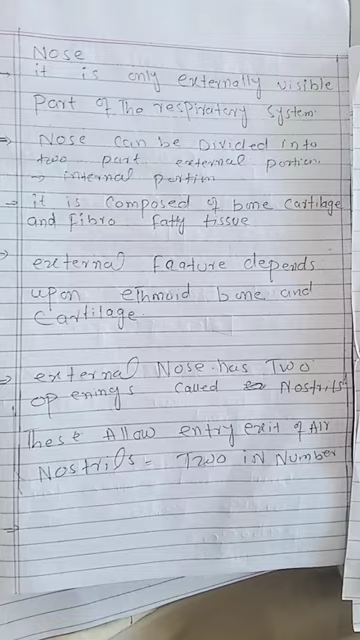 Nose
→ it is only externally visible
Part of The respiratory system.
⇒ Nose Can be Divided into
two part external portion
→ internal portion
→ it is composed of bone Cartilage
and Fibro fatty tissue
→ external Faature depends
upon ethmoid bone and
Cartilage.
→ external Nose has Two
openings Called Nostrils
These Allow entry exit of Air
Nostrils = Two iN Number
→